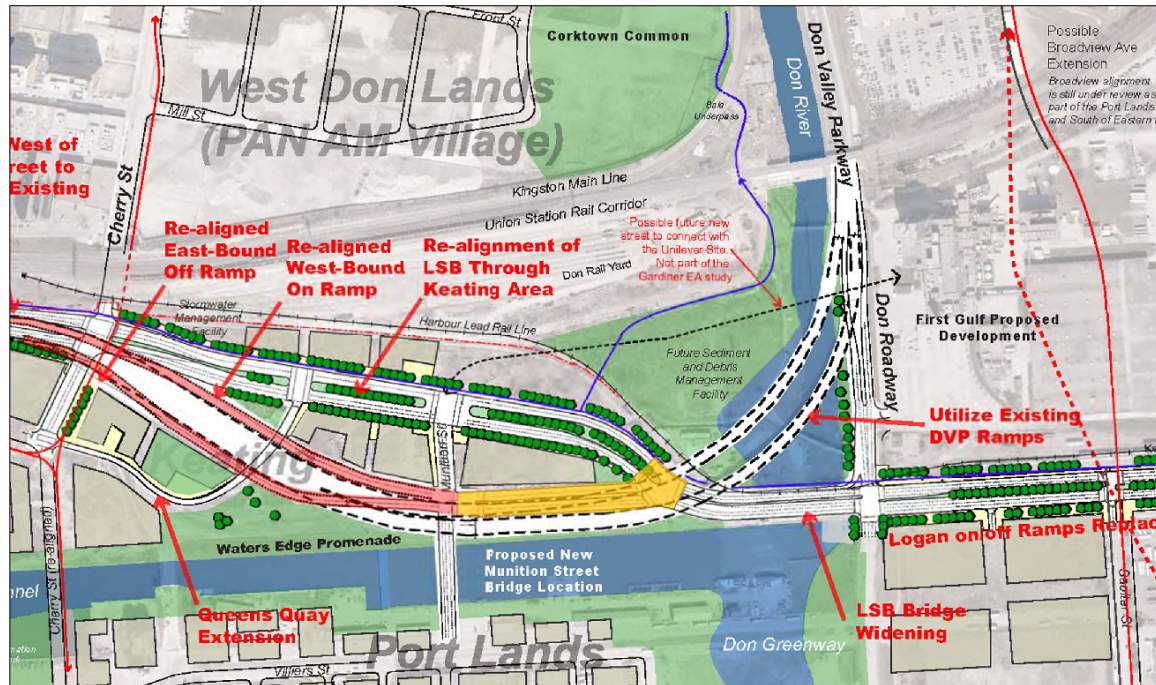 Front St
Corktown Common
Possible
Broadview Ave
Extension
Broadview alignment
is still under review as
part of the Port Lands
and South of Eastern
West Don Lands
(PAN AM Village)
Mill St
Bala
Underpass
Don River
Don Valley Parkway
West of
reet to
Existing
Cherry St
Kingston Main Line
Union Station Rail Corridor
Don Rail Yard
Possible future new
street to connect with
the Unilever Site.
Not part of the
Gardiner EA study
Re-aligned
East-Bound
Off Ramp
Re-aligned
West-Bound
On Ramp
Re-alignment of
LSB Through
Keating Area
Stormwater
Management
Facility
Harbour Lead Rail Line
First Gulf Proposed
Development
Don Roadway
Future Sediment
and Debris
Management
Facility
Utilize Existing
DVP Ramps
Munition St
Keating
Waters Edge Promenade
Logan on/off Ramps Replac
Proposed New
Munition Street
Bridge Location
Cherry St (re-aligned)
nnel
Queens Quay
Extension
LSB Bridge
Widening
Port Lands
Don Greenway
Villiers St